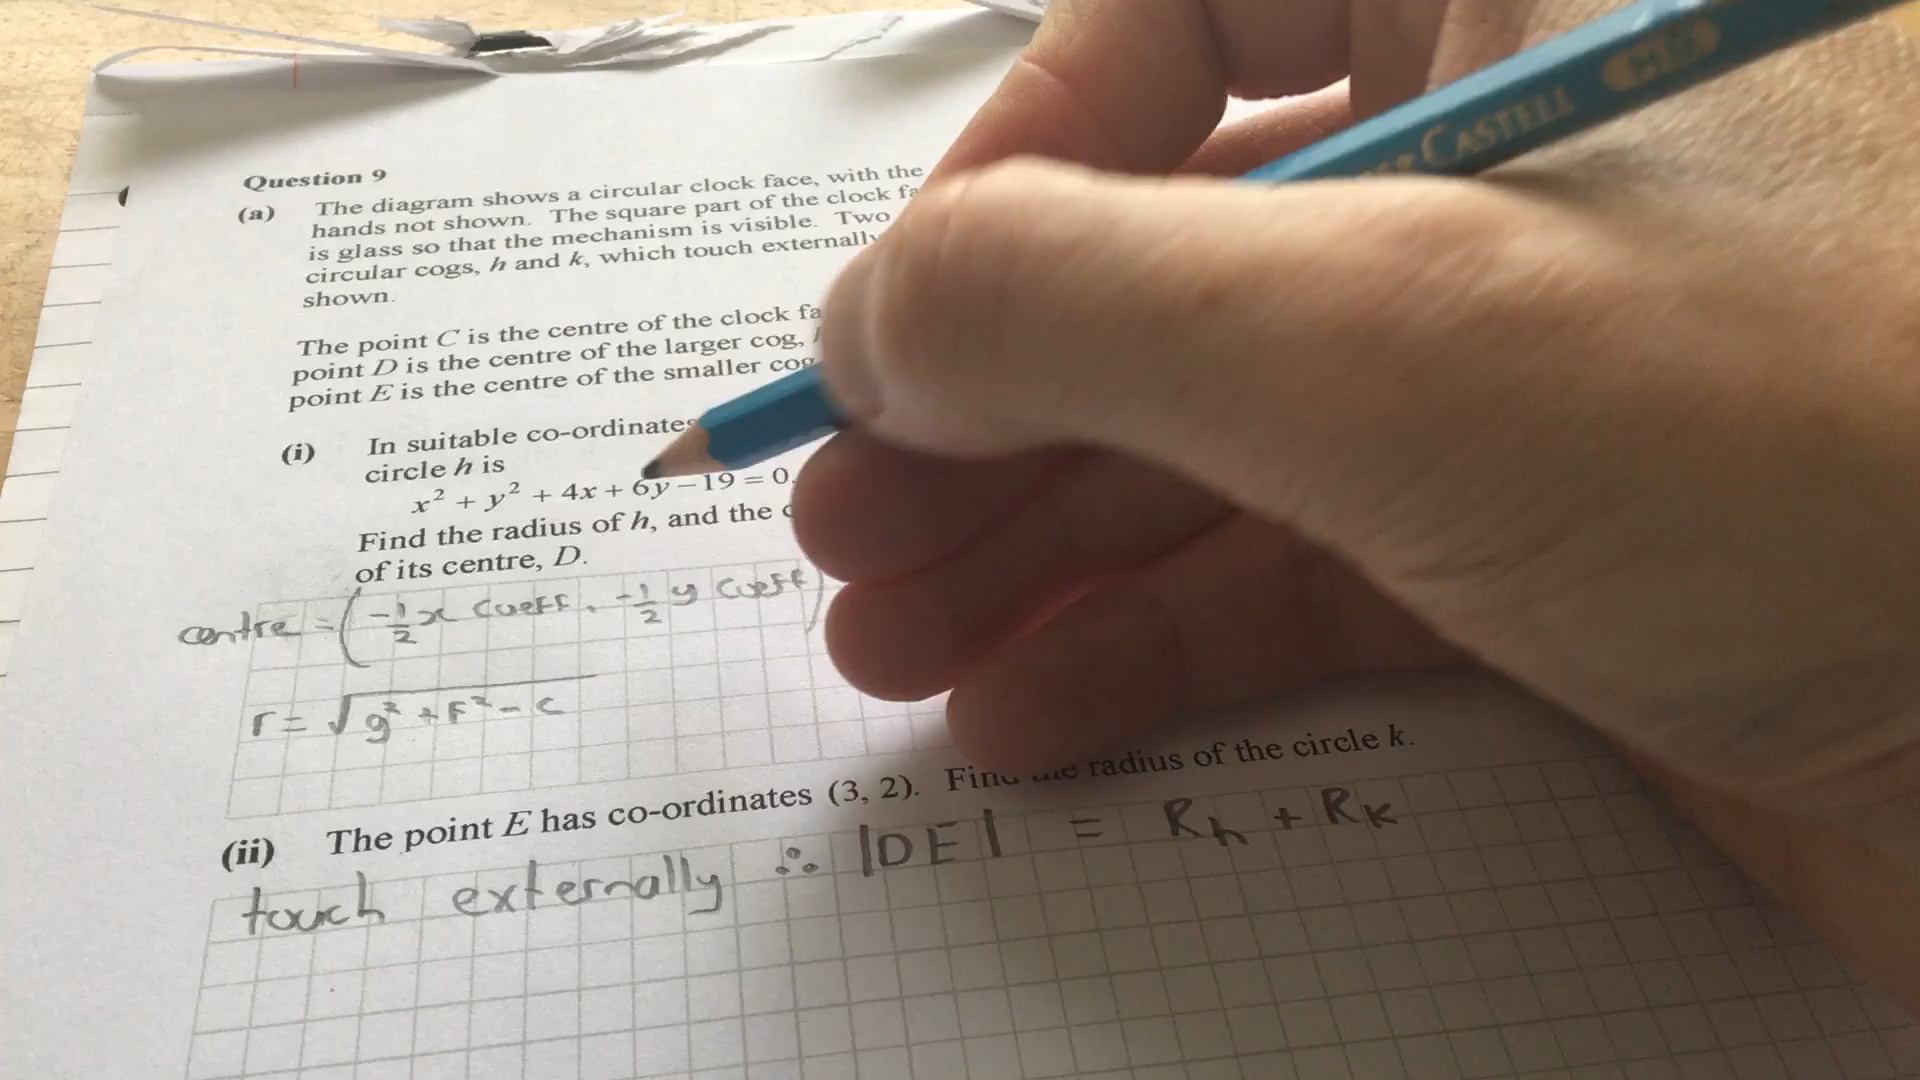 Question 9
(a) The diagram shows a circular clock face, with the
hands not shown. The square part of the clock fa
is glass so that the mechanism is visible. Two
circular cogs, h and k, which touch externally
shown.
The point C is the centre of the clock fa
point D is the centre of the larger cog,
point E is the centre of the smaller cog
(i) In suitable co-ordinates
circle h is
x² + y² + 4x + 6y – 19 = 0.
Find the radius of h, and the c
of its centre, D.
centre = (-1/2 x coeff, -1/2 y coeff)
r = √g² + f² - c
(ii) The point E has co-ordinates (3, 2). Find the radius of the circle k.
touch externally ∴ |DE| = Rh + Rk
CASTELL